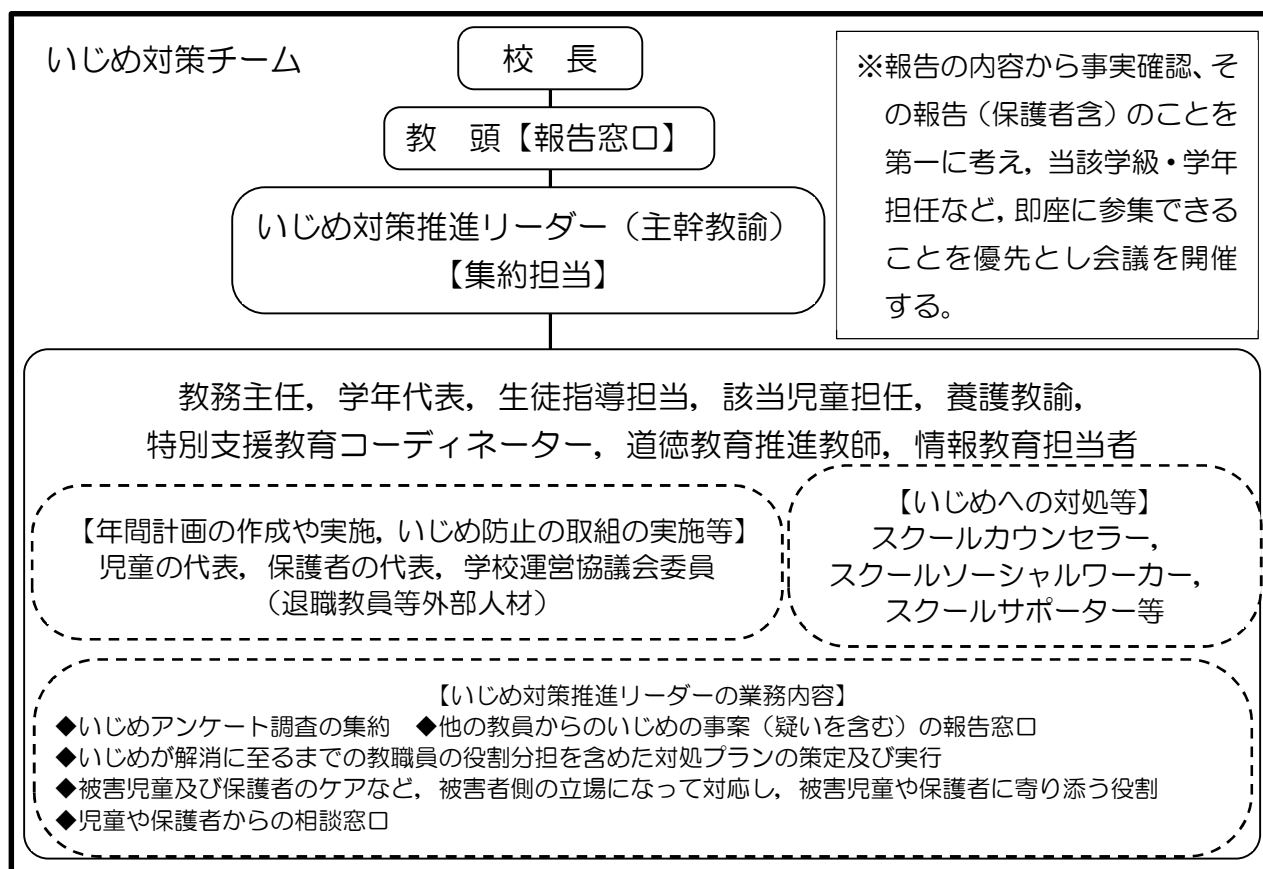 いじめ対策チーム
校　長
教　頭【報告窓口】
いじめ対策推進リーダー（主幹教諭）
【集約担当】
※報告の内容から事実確認、そ
の報告（保護者含）のことを
第一に考え，当該学級・学年
担任など，即座に参集できる
ことを優先とし会議を開催
する。
教務主任，学年代表，生徒指導担当，該当児童担任，養護教諭，
特別支援教育コーディネーター，道徳教育推進教師，情報教育担当者
【年間計画の作成や実施，いじめ防止の取組の実施等】
児童の代表，保護者の代表，学校運営協議会委員
（退職教員等外部人材）
【いじめへの対処等】
スクールカウンセラー，
スクールソーシャルワーカー，
スクールサポーター等
【いじめ対策推進リーダーの業務内容】
◆いじめアンケート調査の集約　◆他の教員からのいじめの事案（疑いを含む）の報告窓口
◆いじめが解消に至るまでの教職員の役割分担を含めた対処プランの策定及び実行
◆被害児童及び保護者のケアなど，被害者側の立場になって対応し，被害児童や保護者に寄り添う役割
◆児童や保護者からの相談窓口